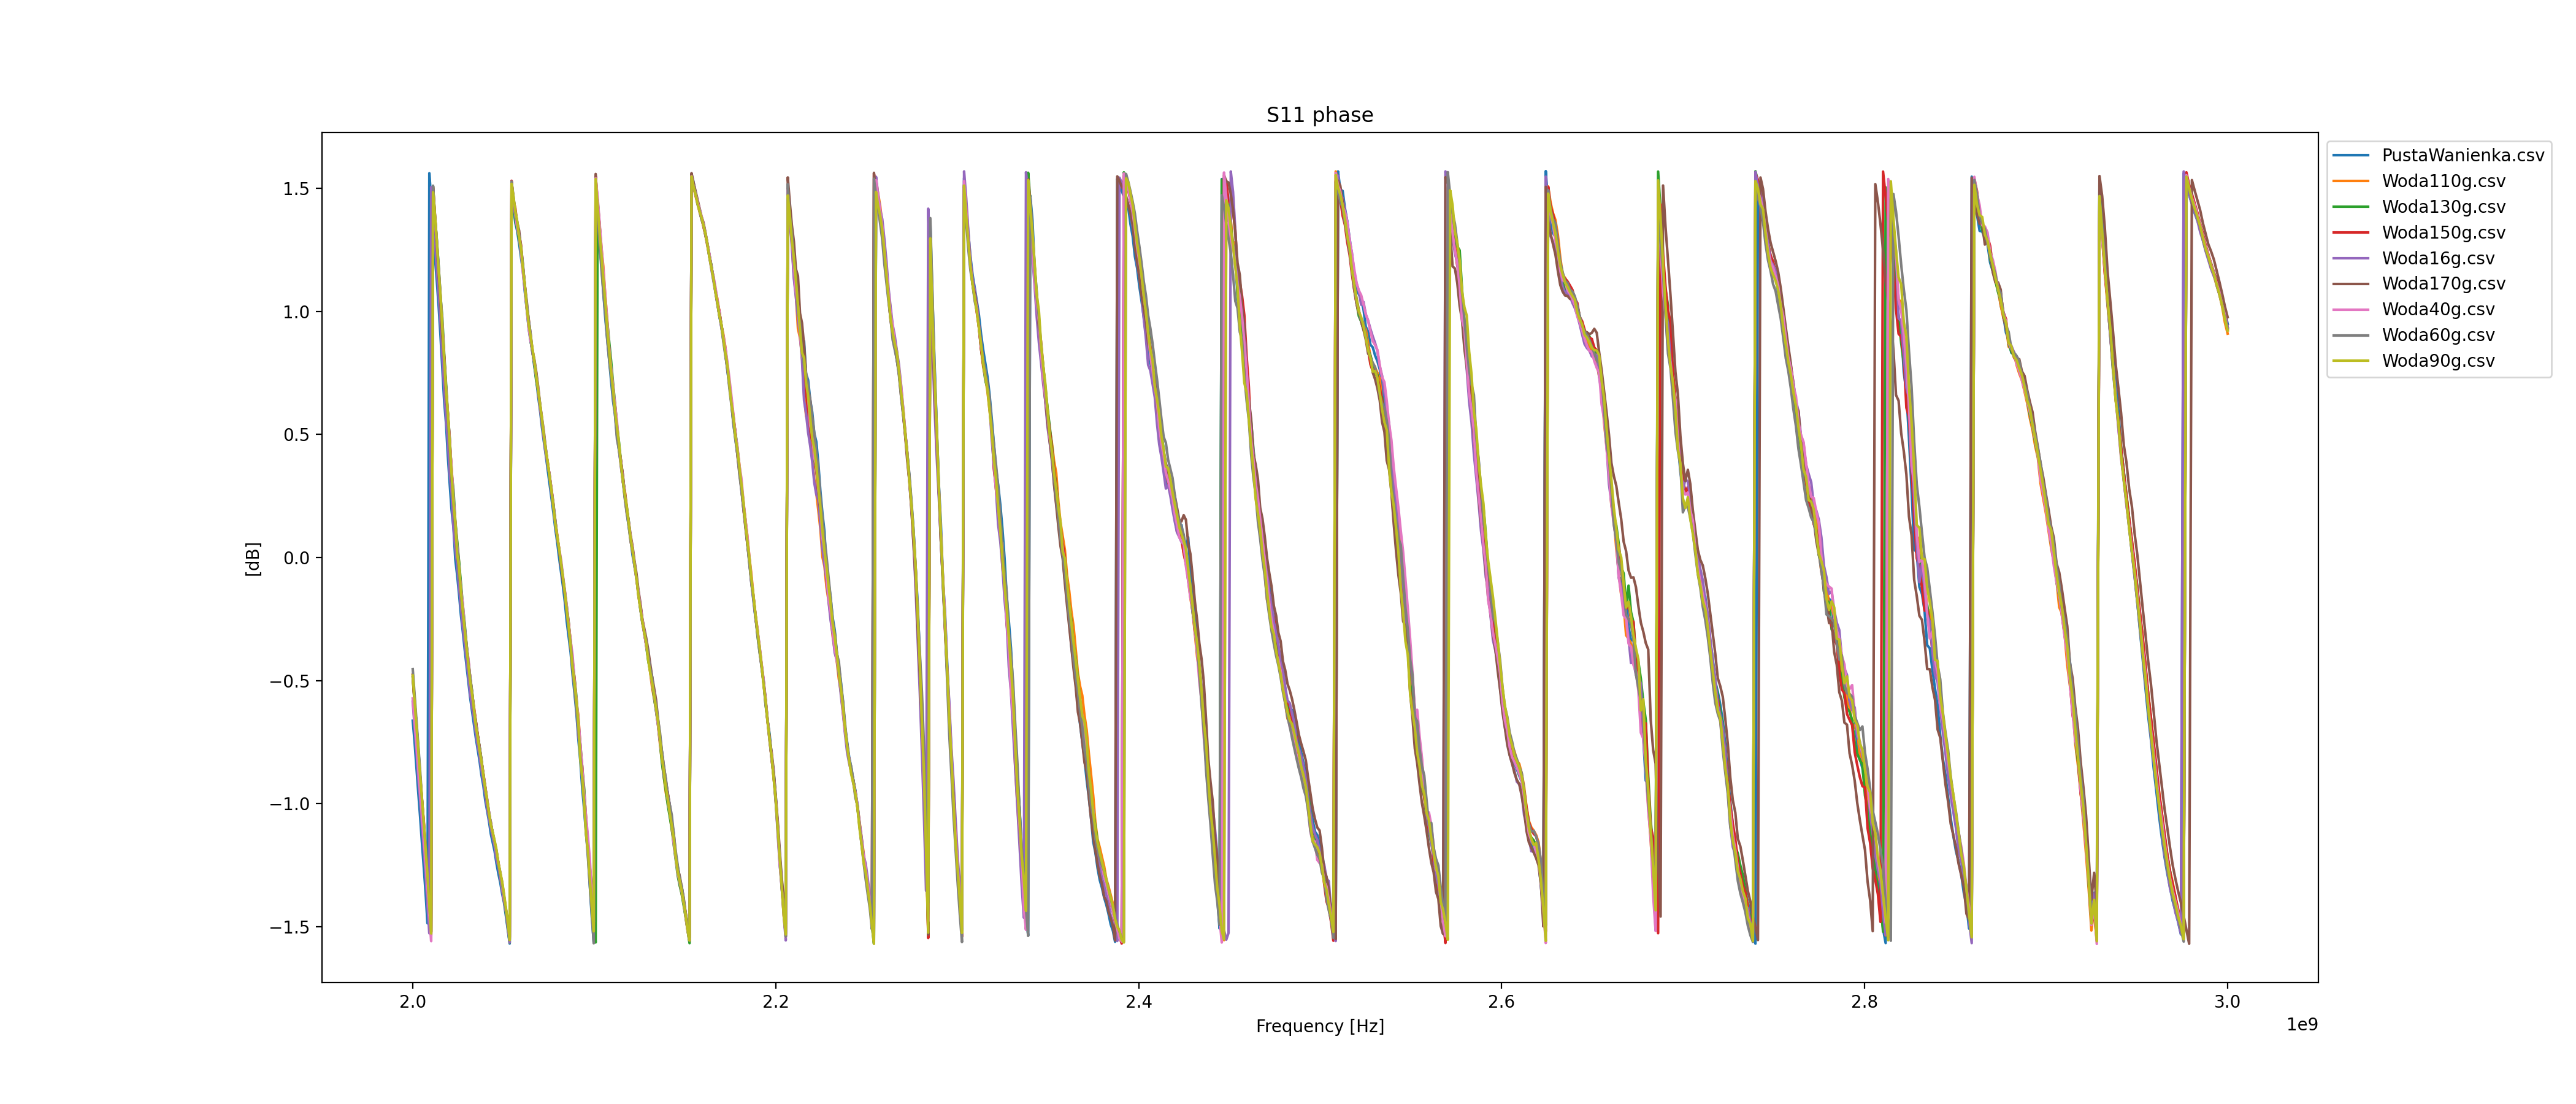 S11 phase
PustaWanienka.csv
Woda110g.csv
Woda130g.csv
Woda150g.csv
Woda16g.csv
Woda170g.csv
Woda40g.csv
Woda60g.csv
Woda90g.csv
1.5
1.0
0.5
0.0
−0.5
−1.0
−1.5
[dB]
2.0 2.2 2.4 2.6 2.8 3.0
Frequency [Hz]
1e9